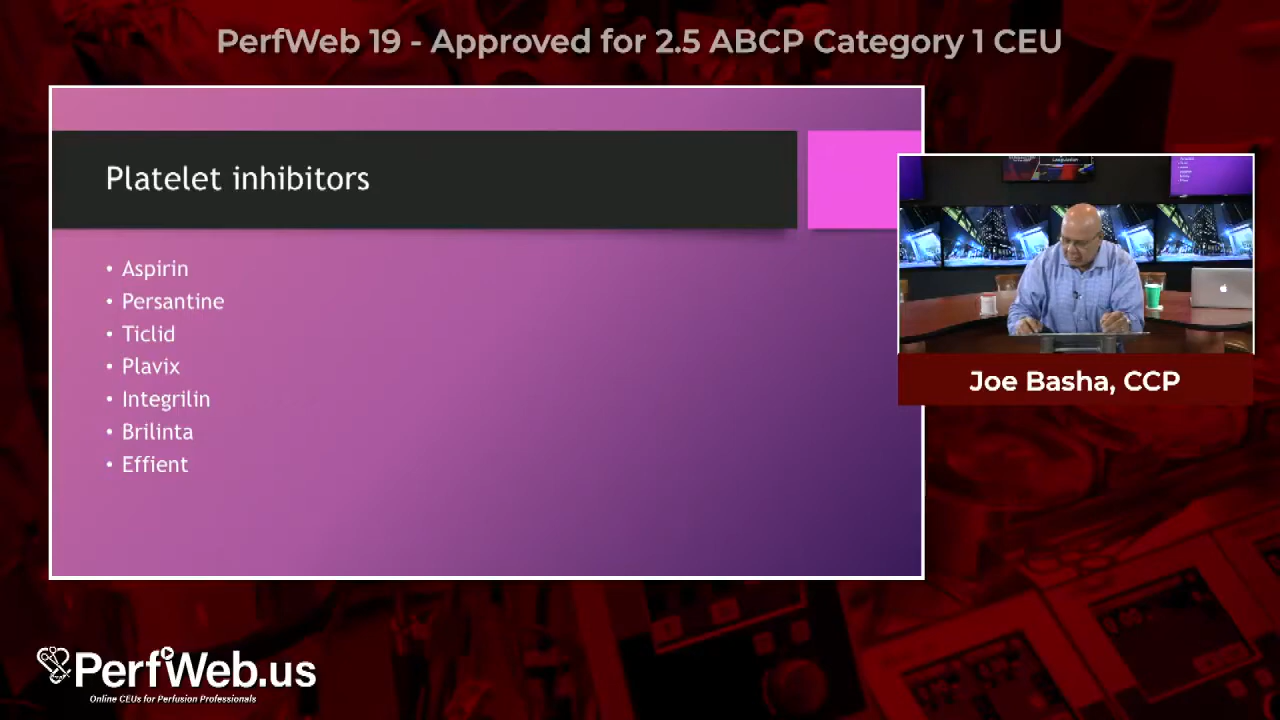 PerfWeb 19 - Approved for 2.5 ABCP Category 1 CEU
Platelet inhibitors
• Aspirin
• Persantine
• Ticlid
• Plavix
• Integrilin
• Brilinta
• Effient
Joe Basha, CCP
PerfWeb.us
Online CEUs for Perfusion Professionals